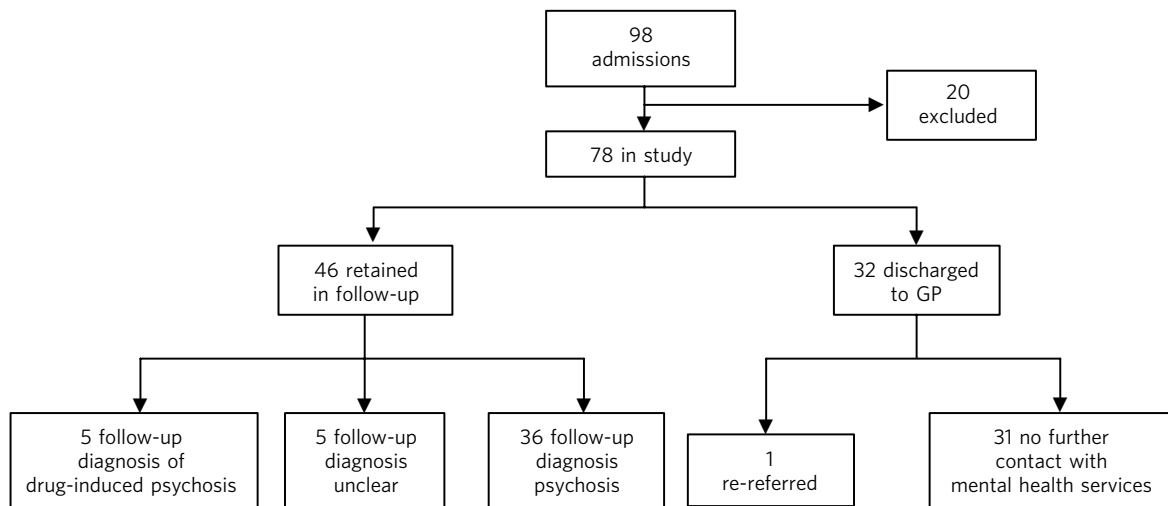 98
admissions
20
excluded
78 in study
46 retained
in follow-up
32 discharged
to GP
5 follow-up
diagnosis of
drug-induced psychosis
5 follow-up
diagnosis
unclear
36 follow-up
diagnosis
psychosis
1
re-referred
31 no further
contact with
mental health services